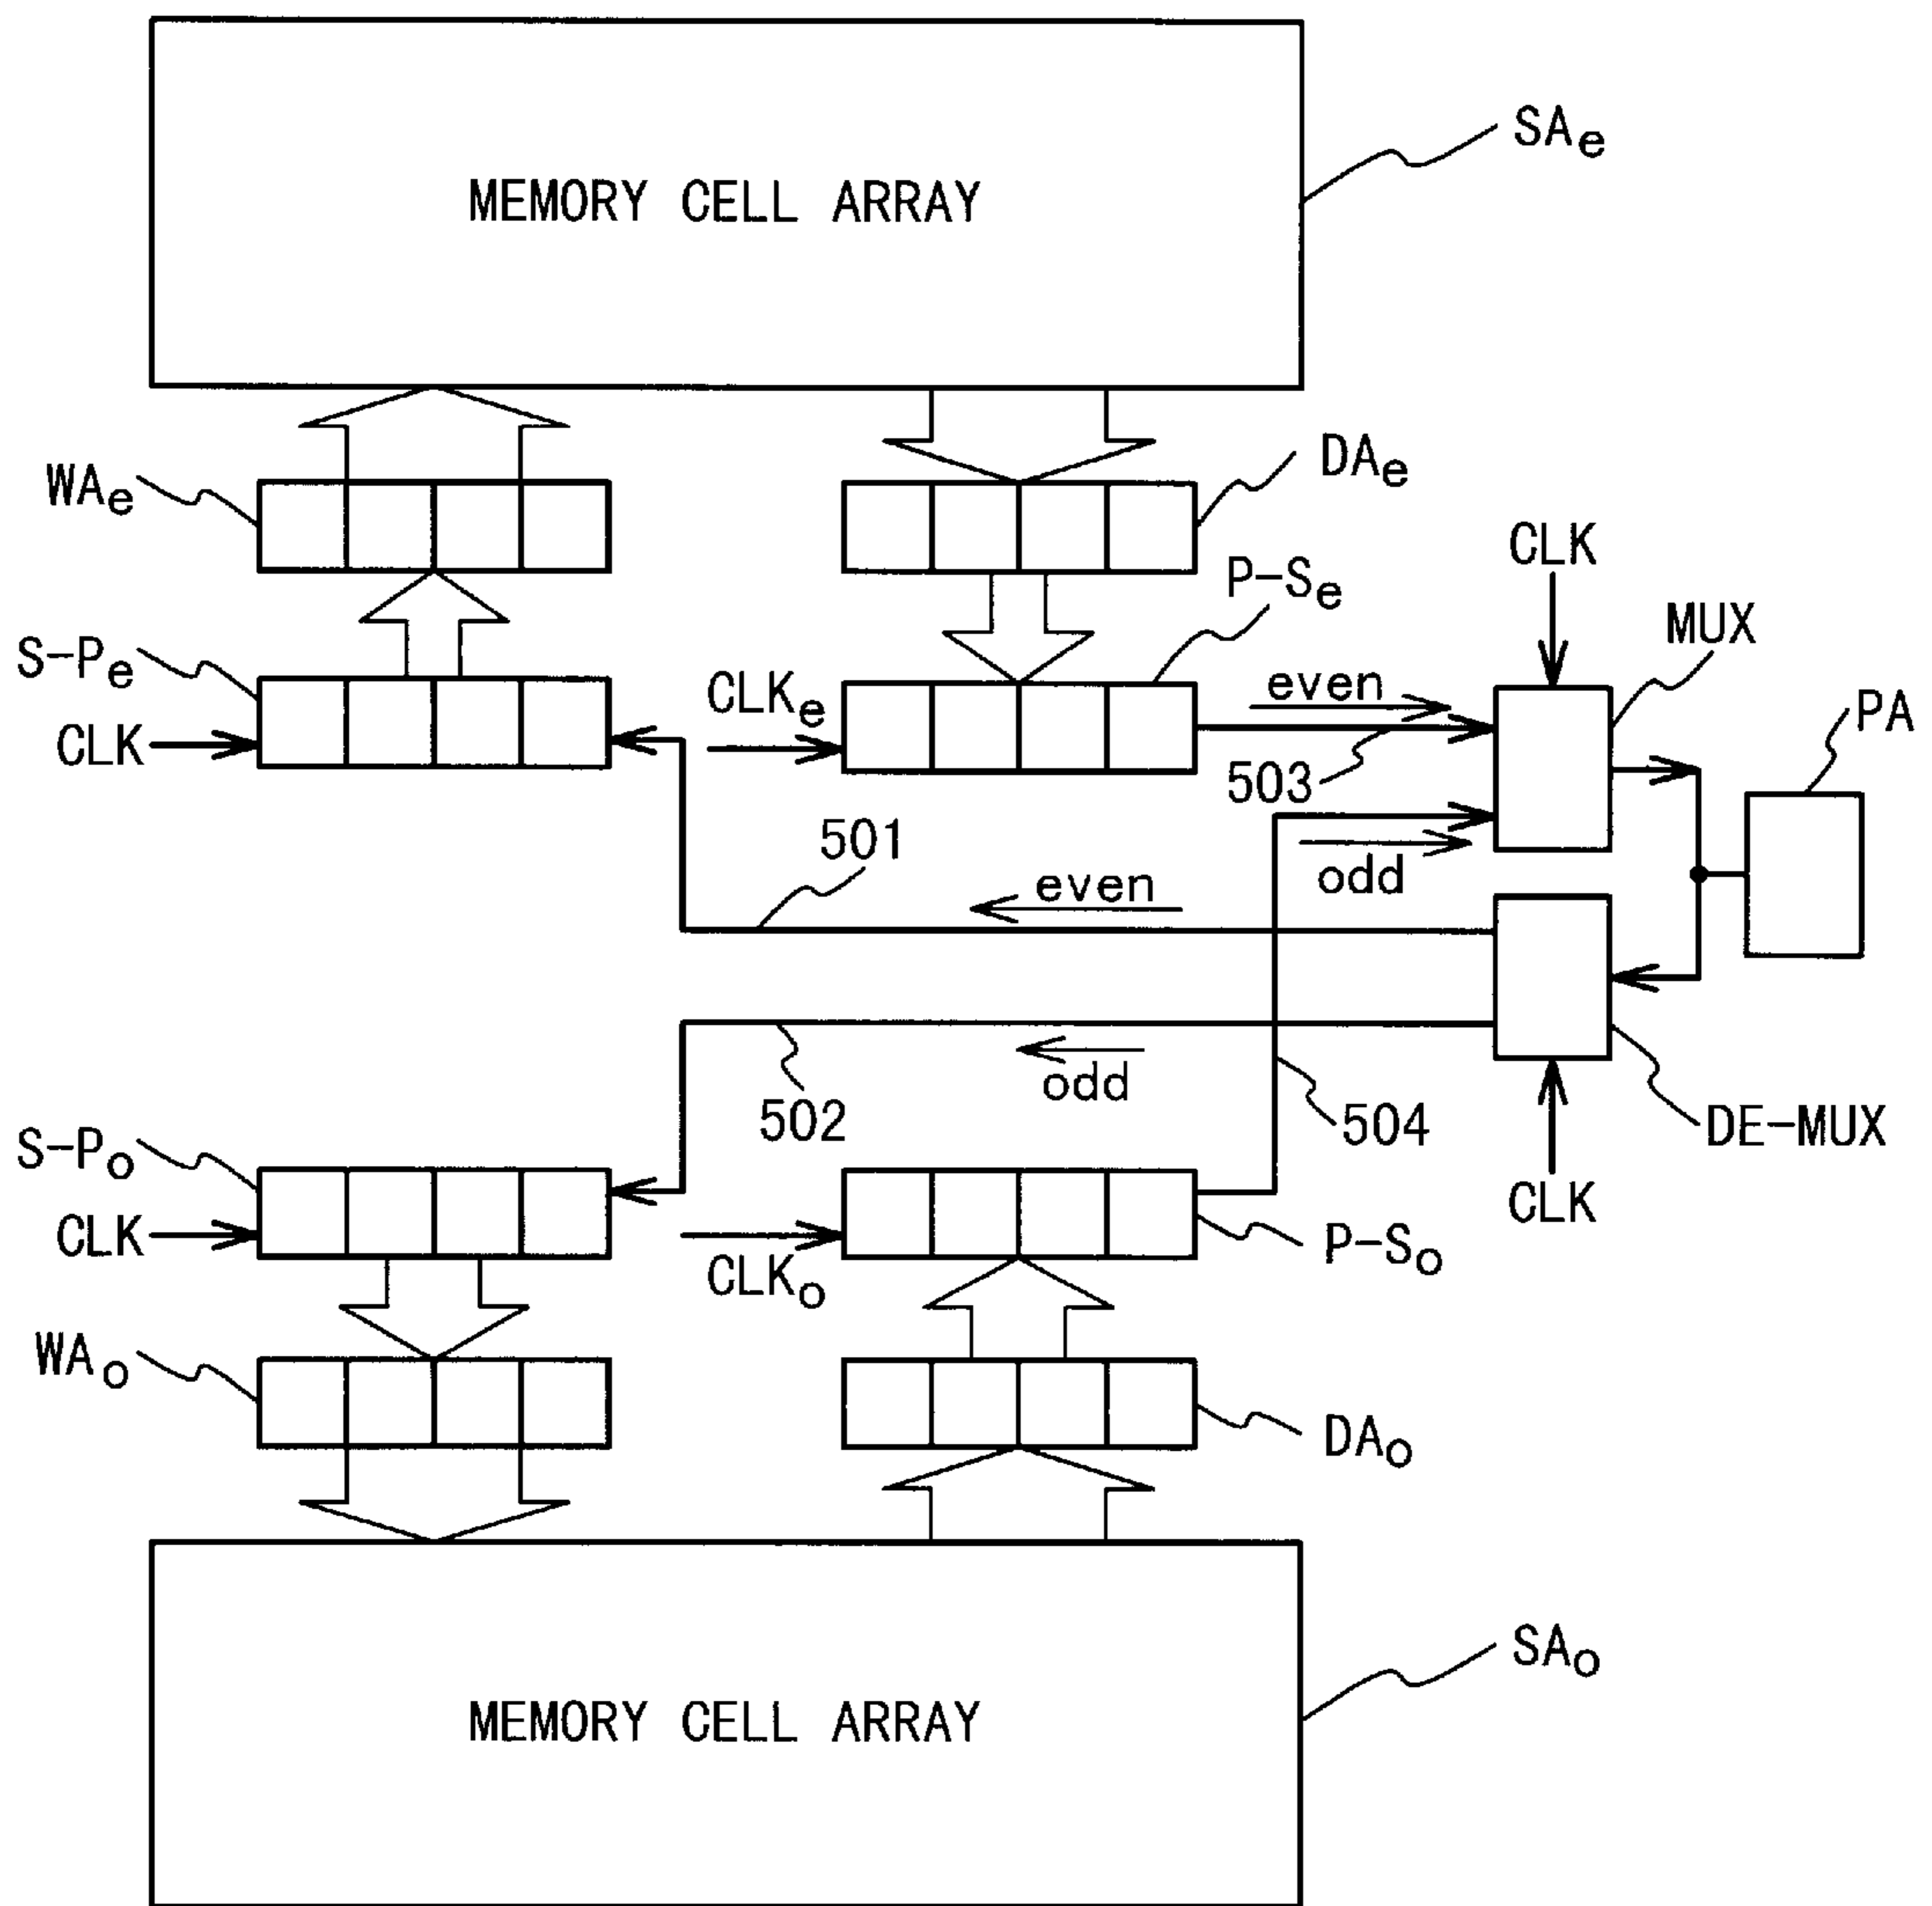 SAe
MEMORY CELL ARRAY
WAe
DAe
CLK
P-Se
MUX
S-Pe
CLKe
even
PA
CLK
503
501
even
odd
odd
502
504
DE-MUX
S-Po
CLK
CLK
P-So
CLKo
WAo
DAo
SAo
MEMORY CELL ARRAY